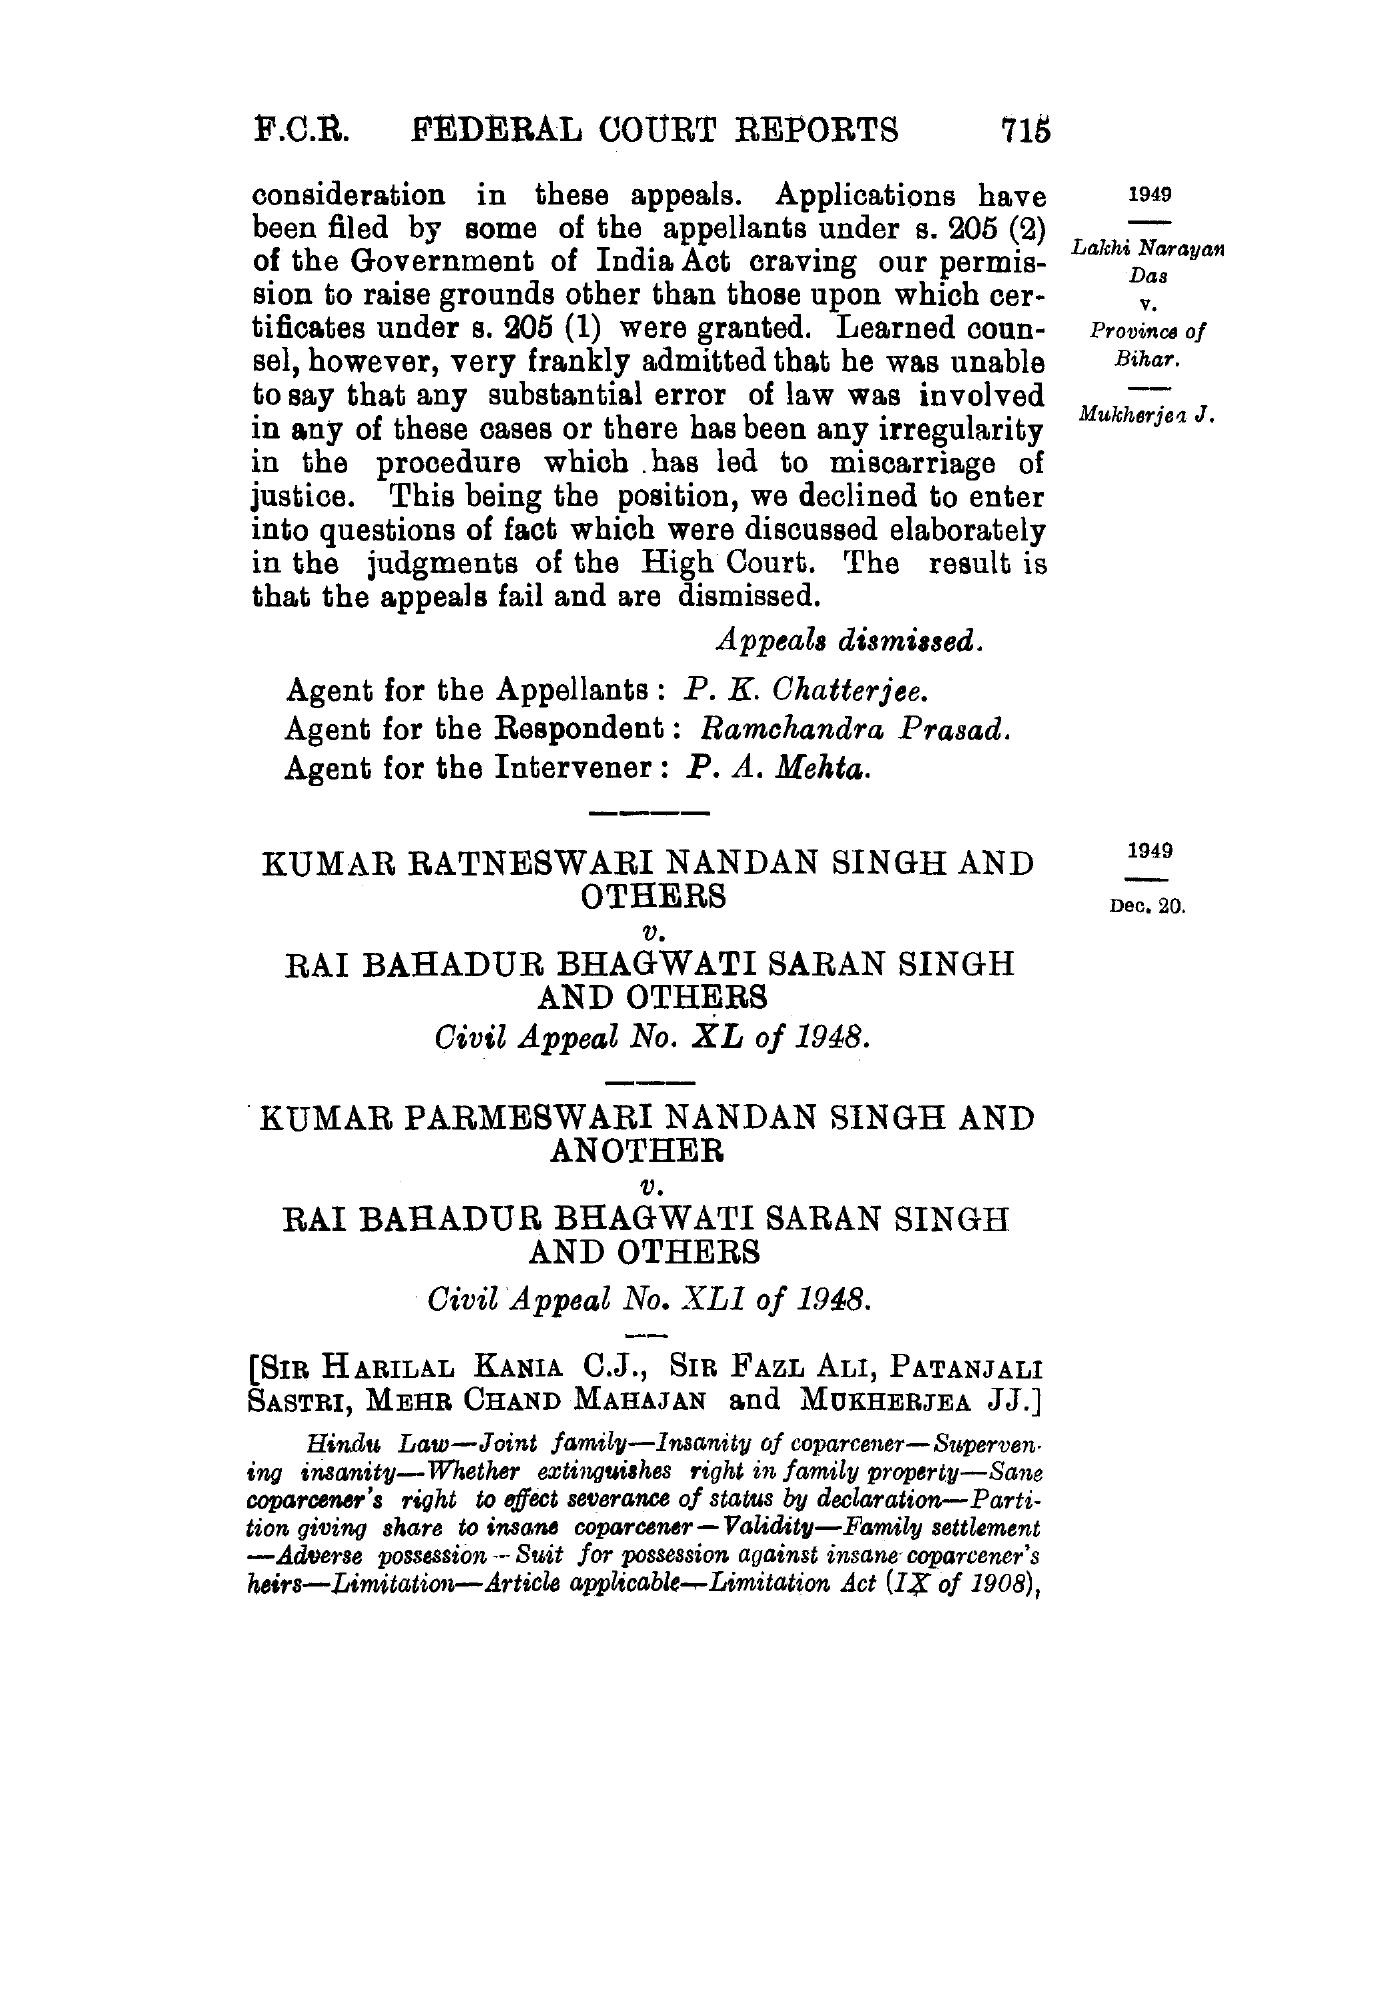 F.C.R. FEDERAL COURT REPORTS 715
consideration in these appeals. Applications have
been filed by some of the appellants under s. 205 (2)
of the Government of India Act craving our permis-
sion to raise grounds other than those upon which cer-
tificates under s. 205 (1) were granted. Learned coun-
sel, however, very frankly admitted that he was unable
to say that any substantial error of law was involved
in any of these cases or there has been any irregularity
in the procedure which has led to miscarriage of
justice. This being the position, we declined to enter
into questions of fact which were discussed elaborately
in the judgments of the High Court. The result is
that the appeals fail and are dismissed.
Appeals dismissed.
Agent for the Appellants: P. K. Chatterjee.
Agent for the Respondent: Ramchandra Prasad.
Agent for the Intervener: P. A. Mehta.
1949
Lakhi Narayan
Das
v.
Province of
Bihar.
Mukherjea J.
KUMAR RATNESWARI NANDAN SINGH AND
OTHERS
v.
RAI BAHADUR BHAGWATI SARAN SINGH
AND OTHERS
Civil Appeal No. XL of 1948.
1949
Dec. 20.
KUMAR PARMESWARI NANDAN SINGH AND
ANOTHER
v.
RAI BAHADUR BHAGWATI SARAN SINGH
AND OTHERS
Civil Appeal No. XLI of 1948.
[SIR HARILAL KANIA C.J., SIR FAZL ALI, PATANJALI
SASTRI, MEHR CHAND MAHAJAN and MUKHERJEA JJ.]
Hindu Law—Joint family—Insanity of coparcener—Superven-
ing insanity—Whether extinguishes right in family property—Sane
coparcener's right to effect severance of status by declaration—Parti-
tion giving share to insane coparcener—Validity—Family settlement
—Adverse possession—Suit for possession against insane coparcener's
heirs—Limitation—Article applicable—Limitation Act (IX of 1908),